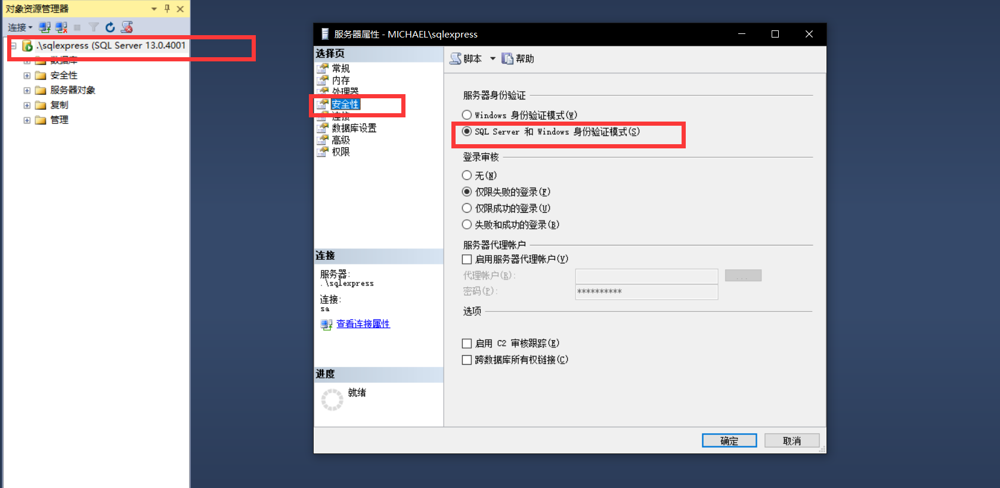 对象资源管理器
连接
.\sqlexpress (SQL Server 13.0.4001
数据库
安全性
服务器对象
复制
管理
服务器属性 - MICHAEL\sqlexpress
选择页
常规
内存
处理器
安全性
连接
数据库设置
高级
权限
连接
服务器:
.\sqlexpress
连接:
sa
查看连接属性
进度
就绪
脚本
帮助
服务器身份验证
Windows 身份验证模式(W)
SQL Server 和 Windows 身份验证模式(S)
登录审核
无(N)
仅限失败的登录(F)
仅限成功的登录(U)
失败和成功的登录(B)
服务器代理帐户
启用服务器代理帐户(V)
代理帐户(R):
...
密码(P):
**********
选项
启用 C2 审核跟踪(E)
跨数据库所有权链接(C)
确定
取消